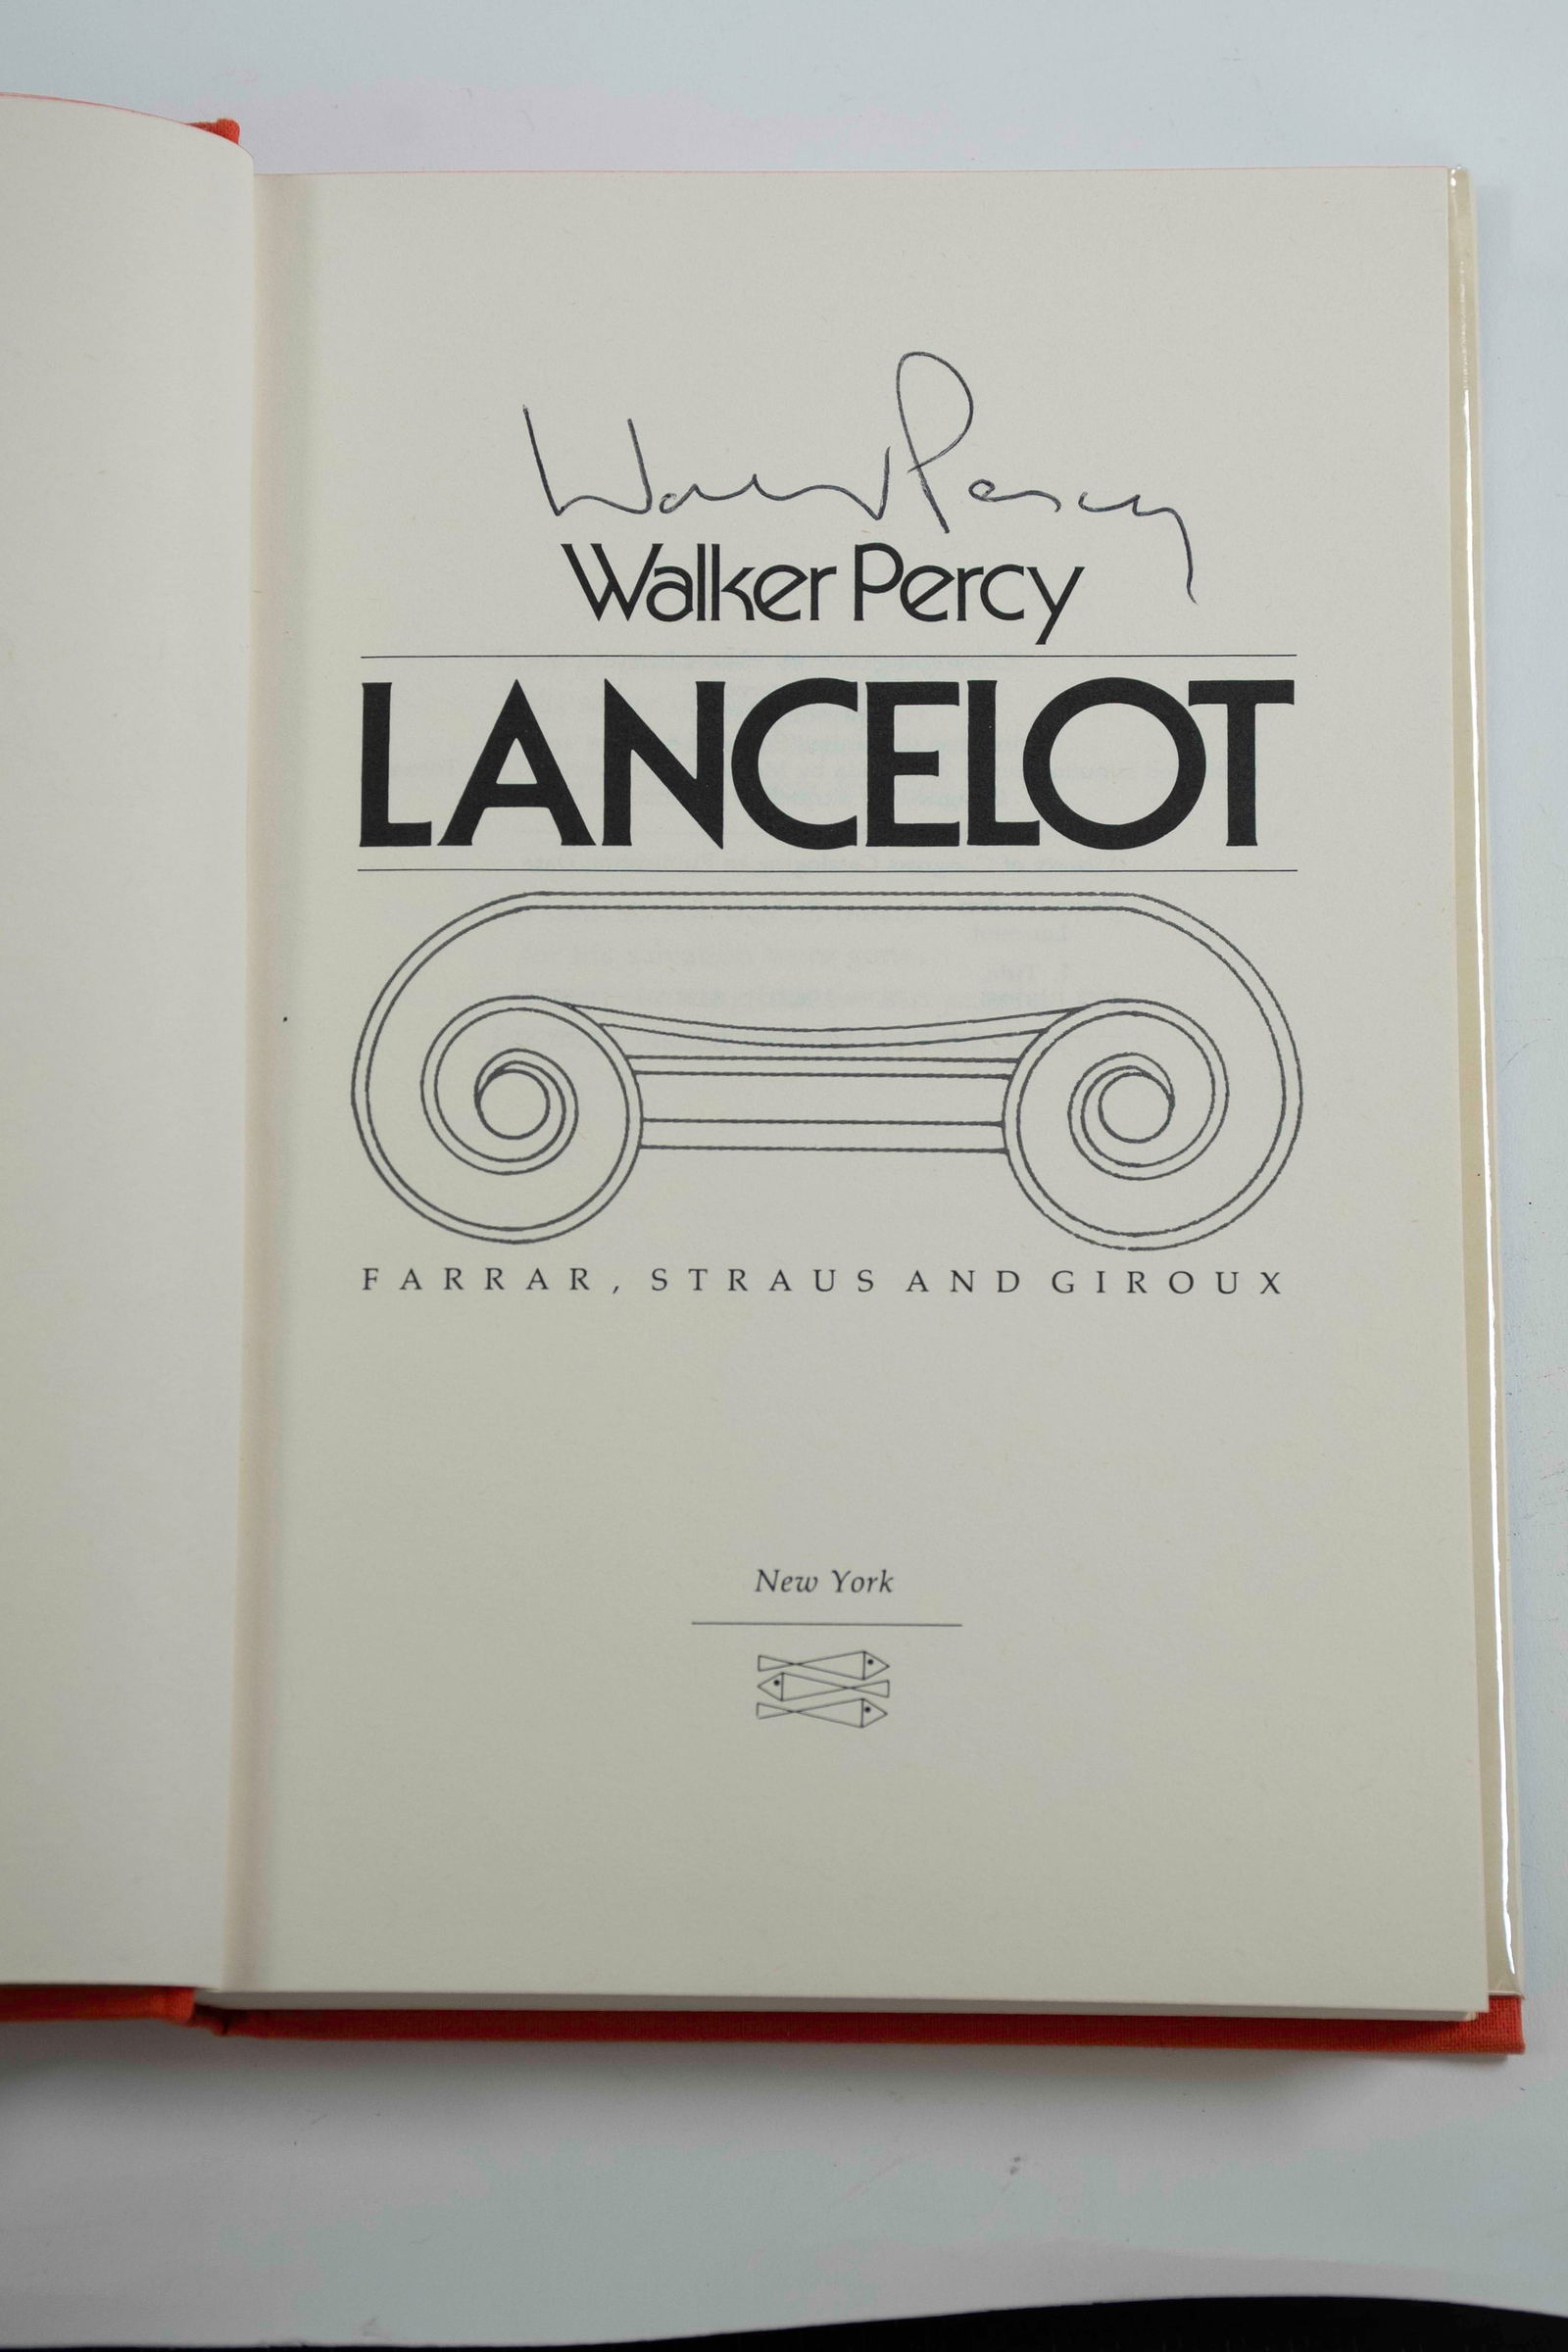 Walker Percy
Walker Percy
LANCELOT
FARRAR, STRAUS AND GIROUX
New York